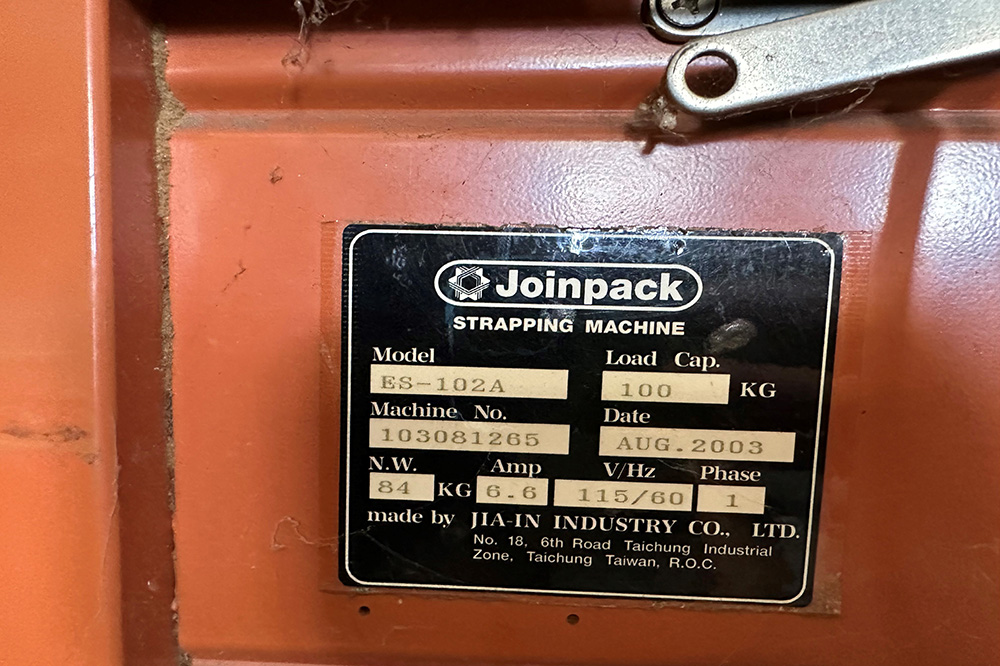 Joinpack
STRAPPING MACHINE
Model Load Cap.
ES-102A 100 KG
Machine No. Date
103081265 AUG.2003
N.W. Amp V/Hz Phase
84 KG 6.6 115/60 1
made by JIA-IN INDUSTRY CO., LTD.
No. 18, 6th Road Taichung Industrial
Zone, Taichung Taiwan, R.O.C.